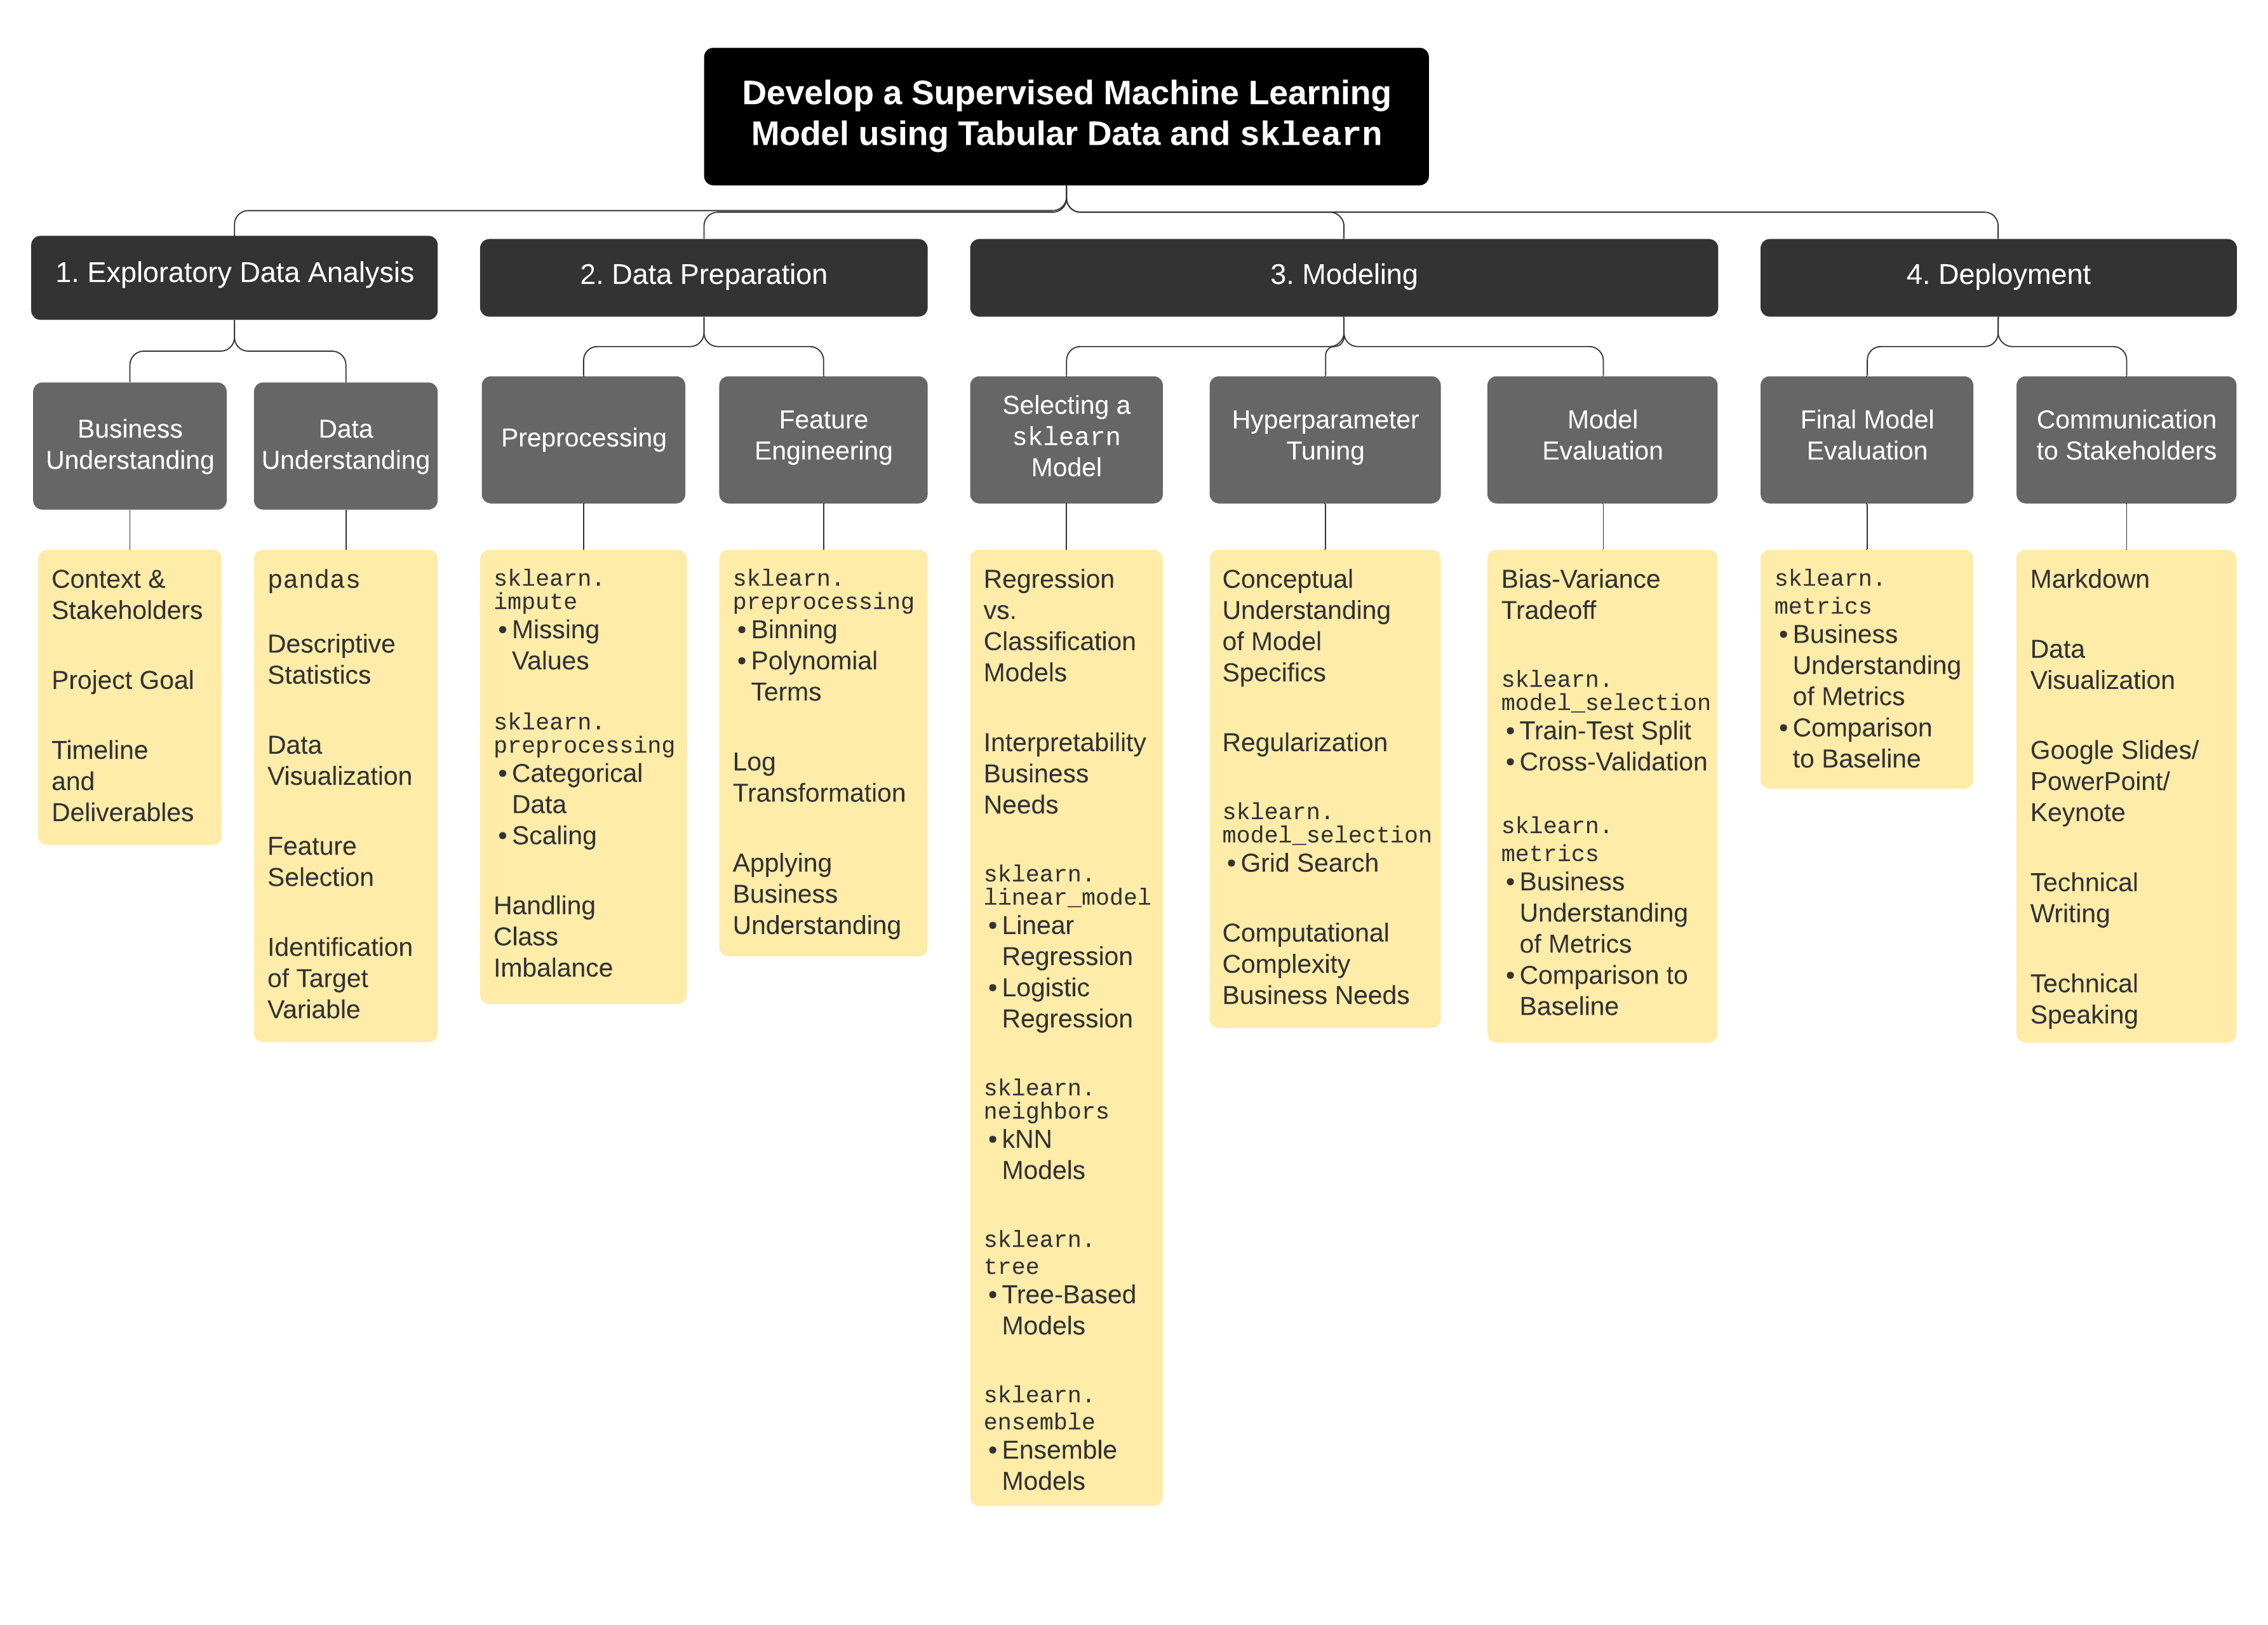 Develop a Supervised Machine Learning
Model using Tabular Data and sklearn
1. Exploratory Data Analysis
2. Data Preparation
3. Modeling
4. Deployment
Business
Understanding
Data
Understanding
Preprocessing
Feature
Engineering
Selecting a
sklearn
Model
Hyperparameter
Tuning
Model
Evaluation
Final Model
Evaluation
Communication
to Stakeholders
Context &
Stakeholders
Project Goal
Timeline
and
Deliverables
pandas
Descriptive
Statistics
Data
Visualization
Feature
Selection
Identification
of Target
Variable
sklearn.
impute
• Missing
Values
sklearn.
preprocessing
• Categorical
Data
• Scaling
Handling
Class
Imbalance
sklearn.
preprocessing
• Binning
• Polynomial
Terms
Log
Transformation
Applying
Business
Understanding
Regression
vs.
Classification
Models
Interpretability
Business
Needs
sklearn.
linear_model
• Linear
Regression
• Logistic
Regression
sklearn.
neighbors
• kNN
Models
sklearn.
tree
• Tree-Based
Models
sklearn.
ensemble
• Ensemble
Models
Conceptual
Understanding
of Model
Specifics
Regularization
sklearn.
model_selection
• Grid Search
Computational
Complexity
Business Needs
Bias-Variance
Tradeoff
sklearn.
model_selection
• Train-Test Split
• Cross-Validation
sklearn.
metrics
• Business
Understanding
of Metrics
• Comparison to
Baseline
sklearn.
metrics
• Business
Understanding
of Metrics
• Comparison
to Baseline
Markdown
Data
Visualization
Google Slides/
PowerPoint/
Keynote
Technical
Writing
Technical
Speaking